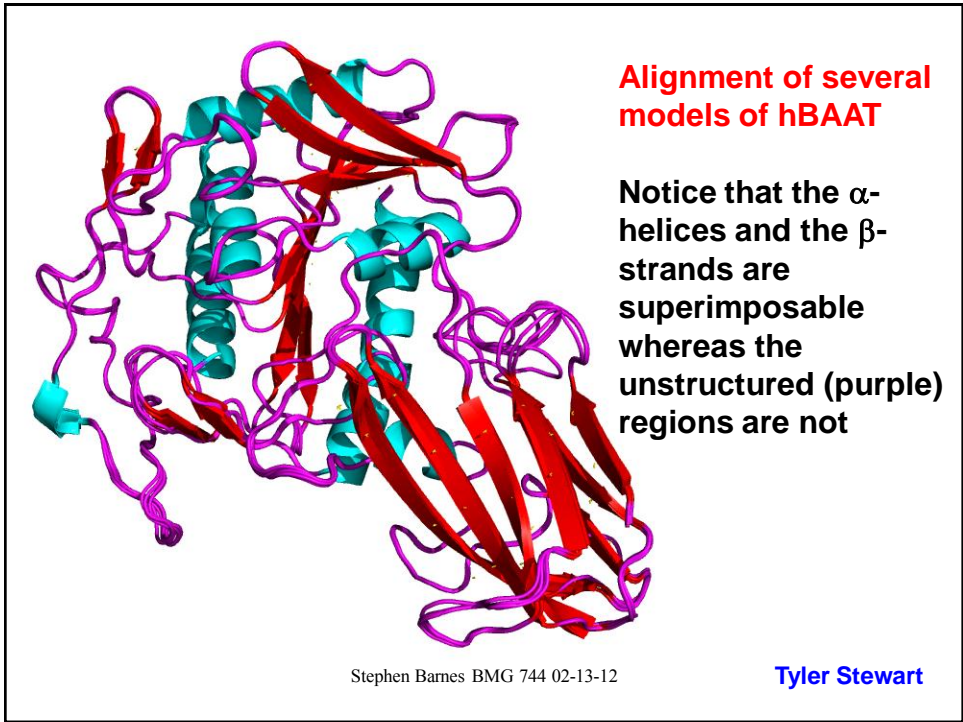 Alignment of several
models of hBAAT
Notice that the α-
helices and the β-
strands are
superimposable
whereas the
unstructured (purple)
regions are not
Stephen Barnes BMG 744 02-13-12
Tyler Stewart